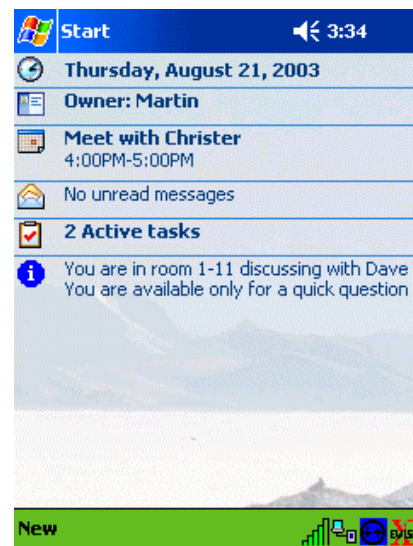 Start 3:34
Thursday, August 21, 2003
Owner: Martin
Meet with Christer
4:00PM-5:00PM
No unread messages
2 Active tasks
You are in room 1-11 discussing with Dave
You are available only for a quick question
New